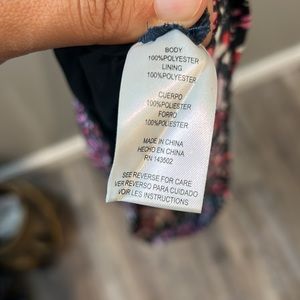 BODY
100%POLYESTER
LINING
100%POLYESTER
CUERPO
100%POLIESTER
FORRO
100%POLIESTER
MADE IN CHINA
HECHO EN CHINA
RN 143502
SEE REVERSE FOR CARE
VER REVERSO PARA CUIDADO
VOIR LES INSTRUCTIONS